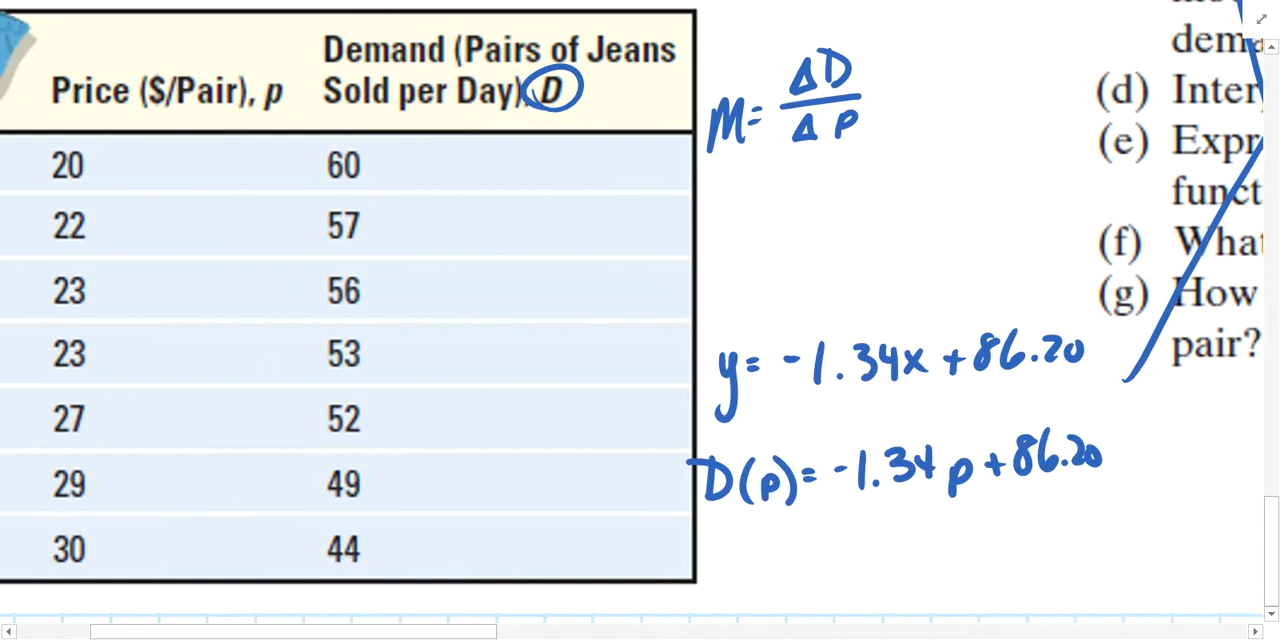 Demand (Pairs of Jeans
Price ($/Pair), p Sold per Day), D
20 60
22 57
23 56
23 53
27 52
29 49
30 44
M = ΔD / Δp
y = -1.34x + 86.20
D(p) = -1.34p + 86.20
(d) Inter
(e) Expr
funct
(f) What
(g) How
pair?